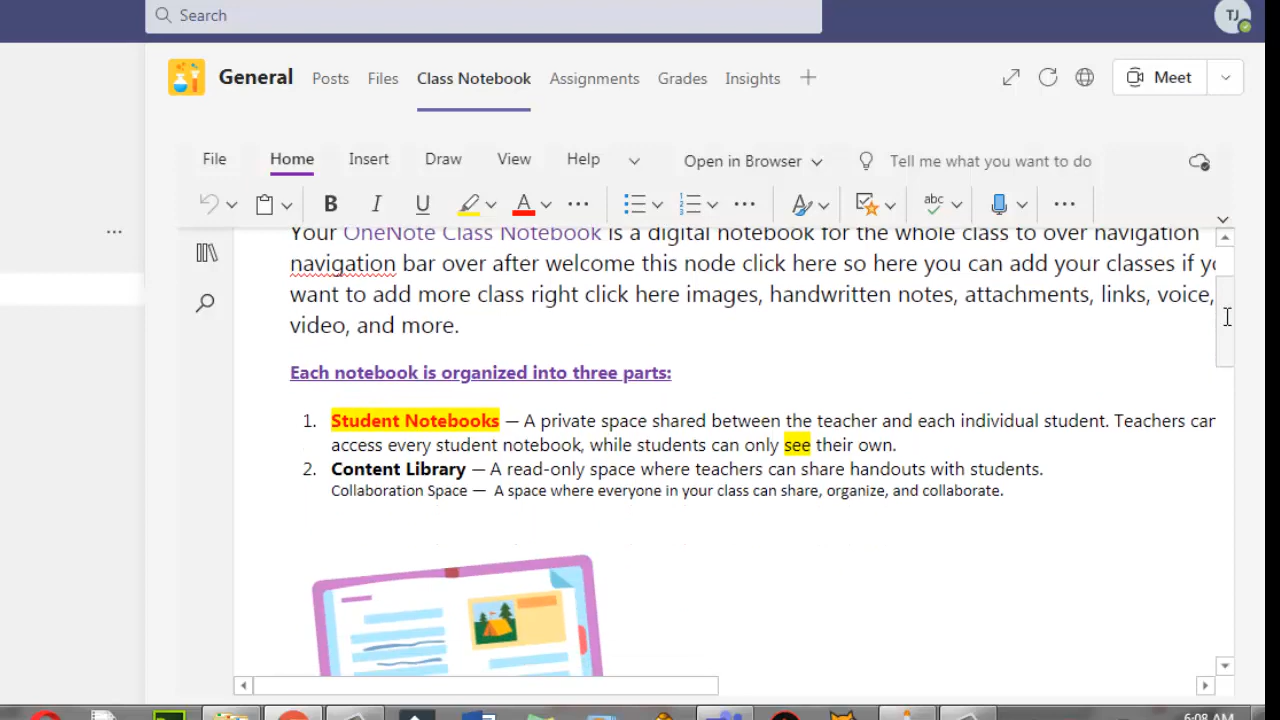 Search
TJ
General Posts Files Class Notebook Assignments Grades Insights
Meet
File Home Insert Draw View Help Open in Browser Tell me what you want to do
B I U A abc
Your OneNote Class Notebook is a digital notebook for the whole class to over navigation
navigation bar over after welcome this node click here so here you can add your classes if yo
want to add more class right click here images, handwritten notes, attachments, links, voice,
video, and more.
Each notebook is organized into three parts:
1. Student Notebooks — A private space shared between the teacher and each individual student. Teachers can
access every student notebook, while students can only see their own.
2. Content Library — A read-only space where teachers can share handouts with students.
Collaboration Space — A space where everyone in your class can share, organize, and collaborate.
6:08 AM